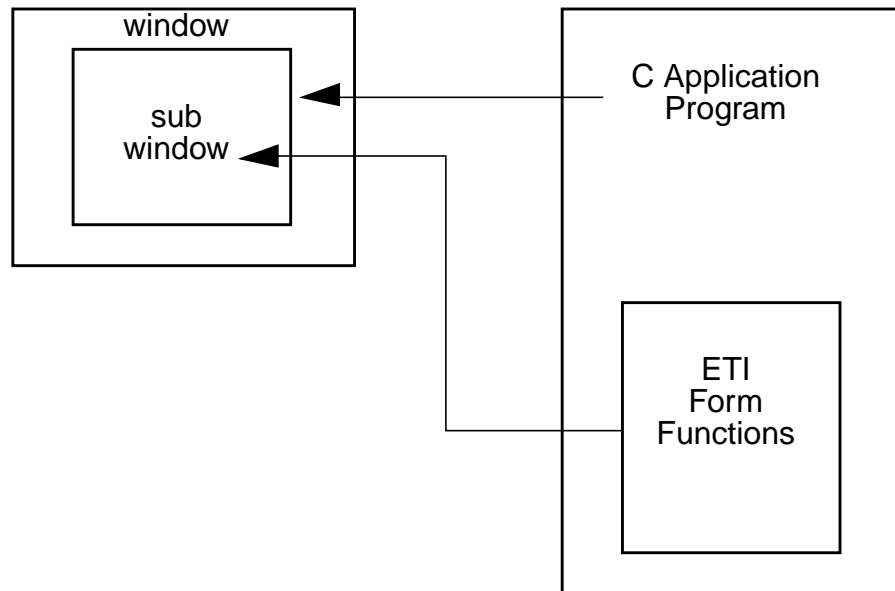 window
sub
window
C Application
Program
ETI
Form
Functions